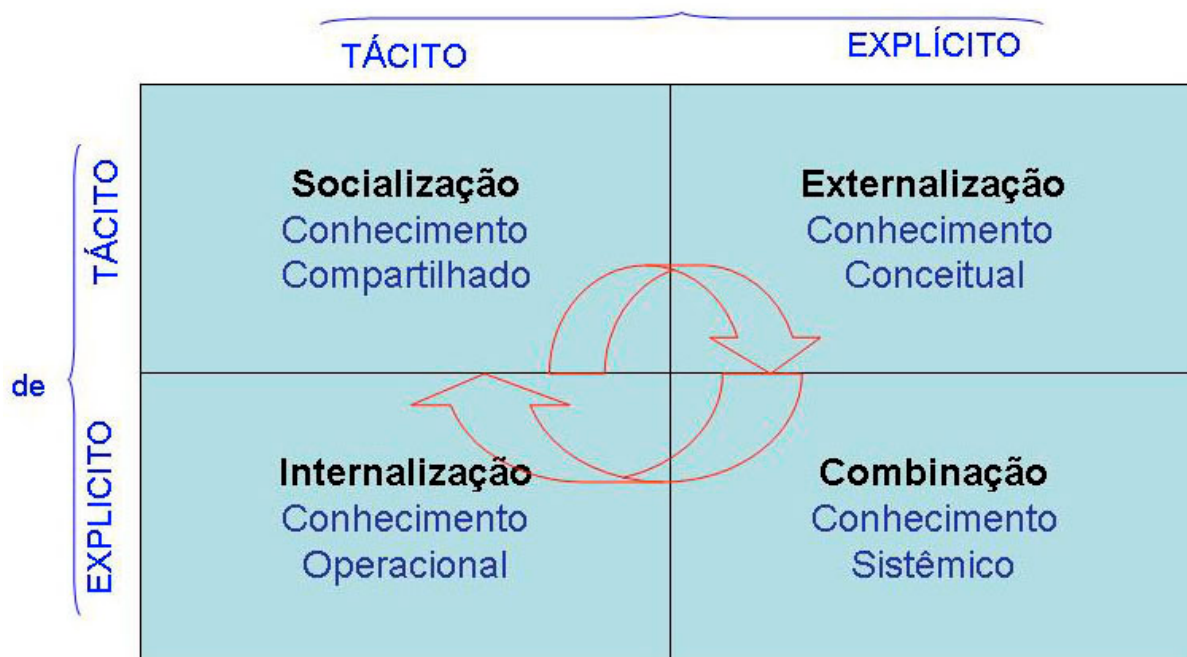 TÁCITO
EXPLÍCITO
TÁCITO
Socialização
Conhecimento
Compartilhado
Externalização
Conhecimento
Conceitual
de
EXPLICITO
Internalização
Conhecimento
Operacional
Combinação
Conhecimento
Sistêmico